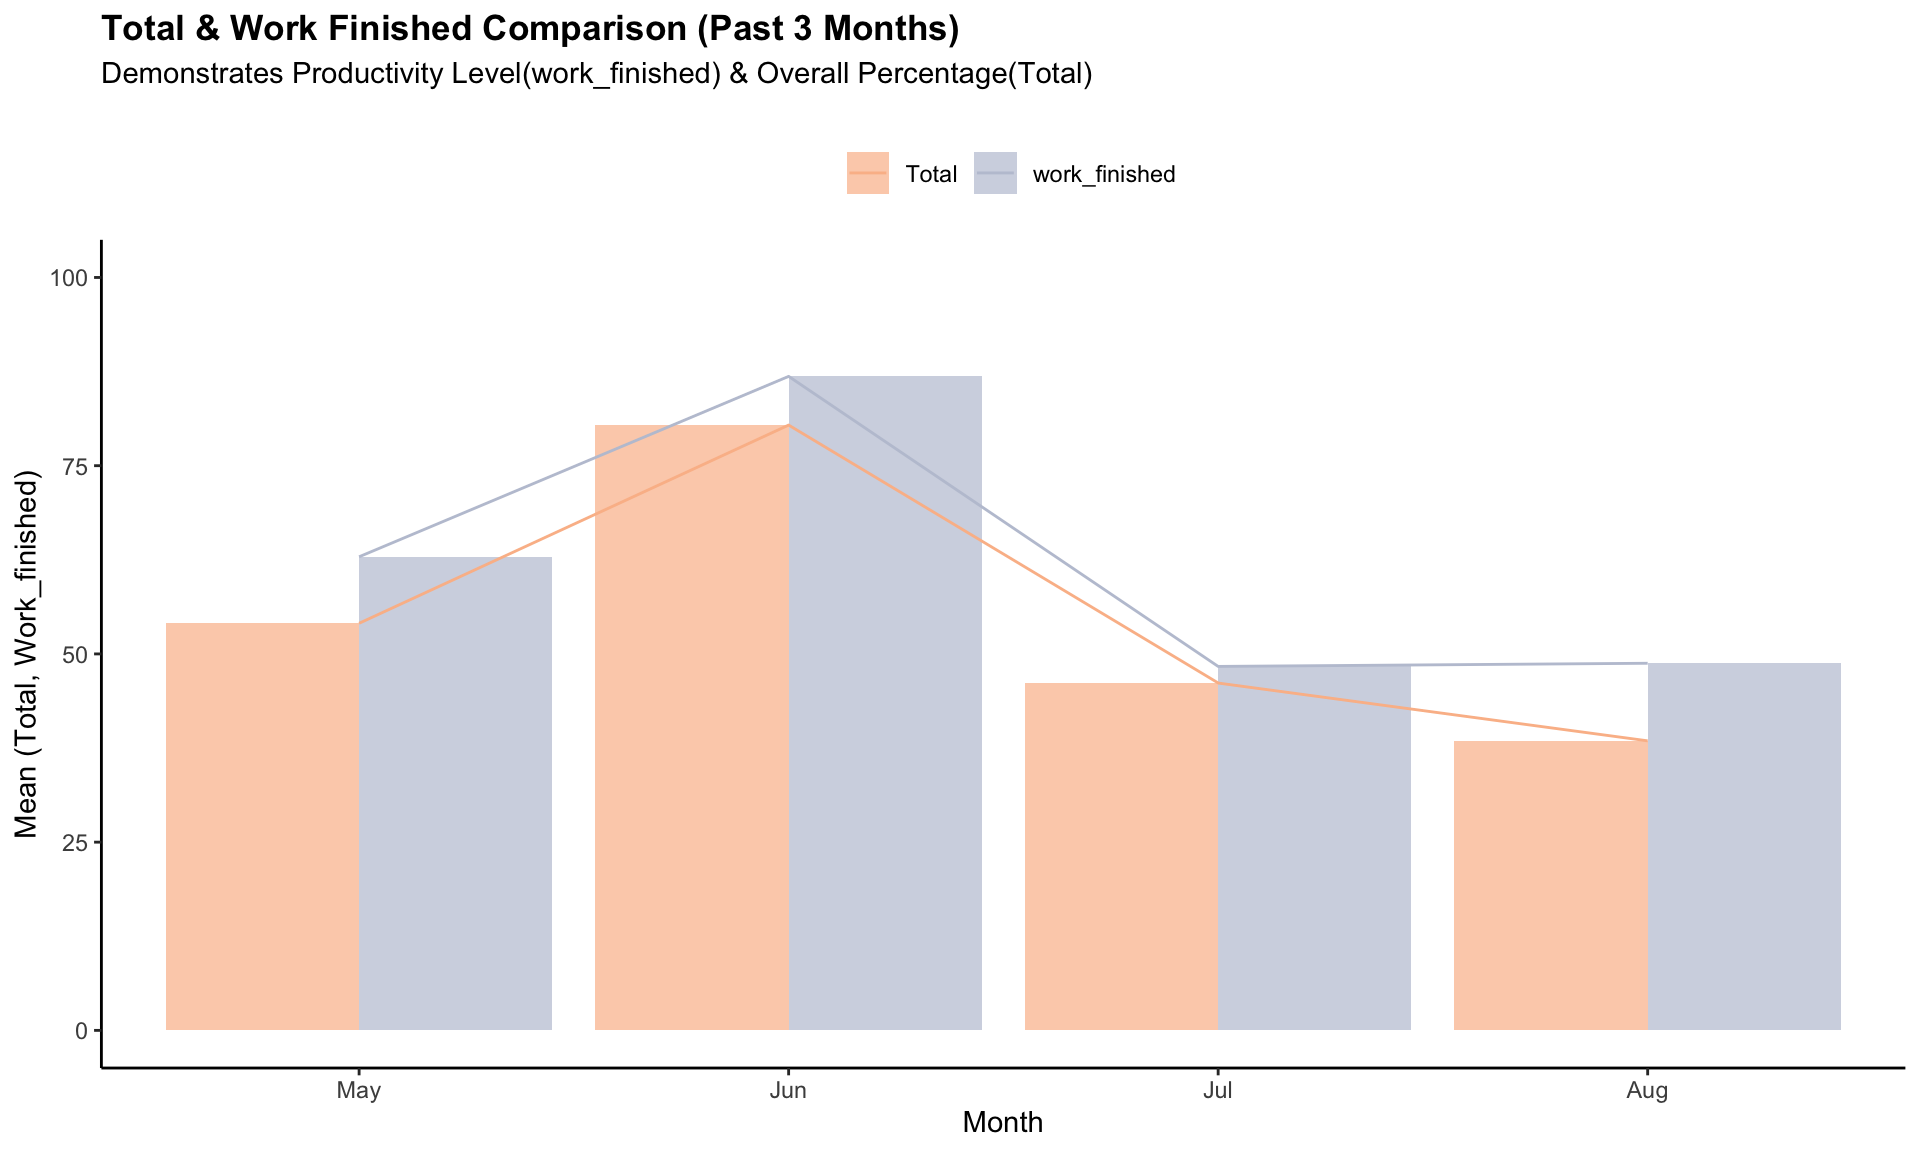 Total & Work Finished Comparison (Past 3 Months)
Demonstrates Productivity Level(work_finished) & Overall Percentage(Total)
Total
work_finished
Mean (Total, Work_finished)
100
75
50
25
0
May
Jun
Jul
Aug
Month